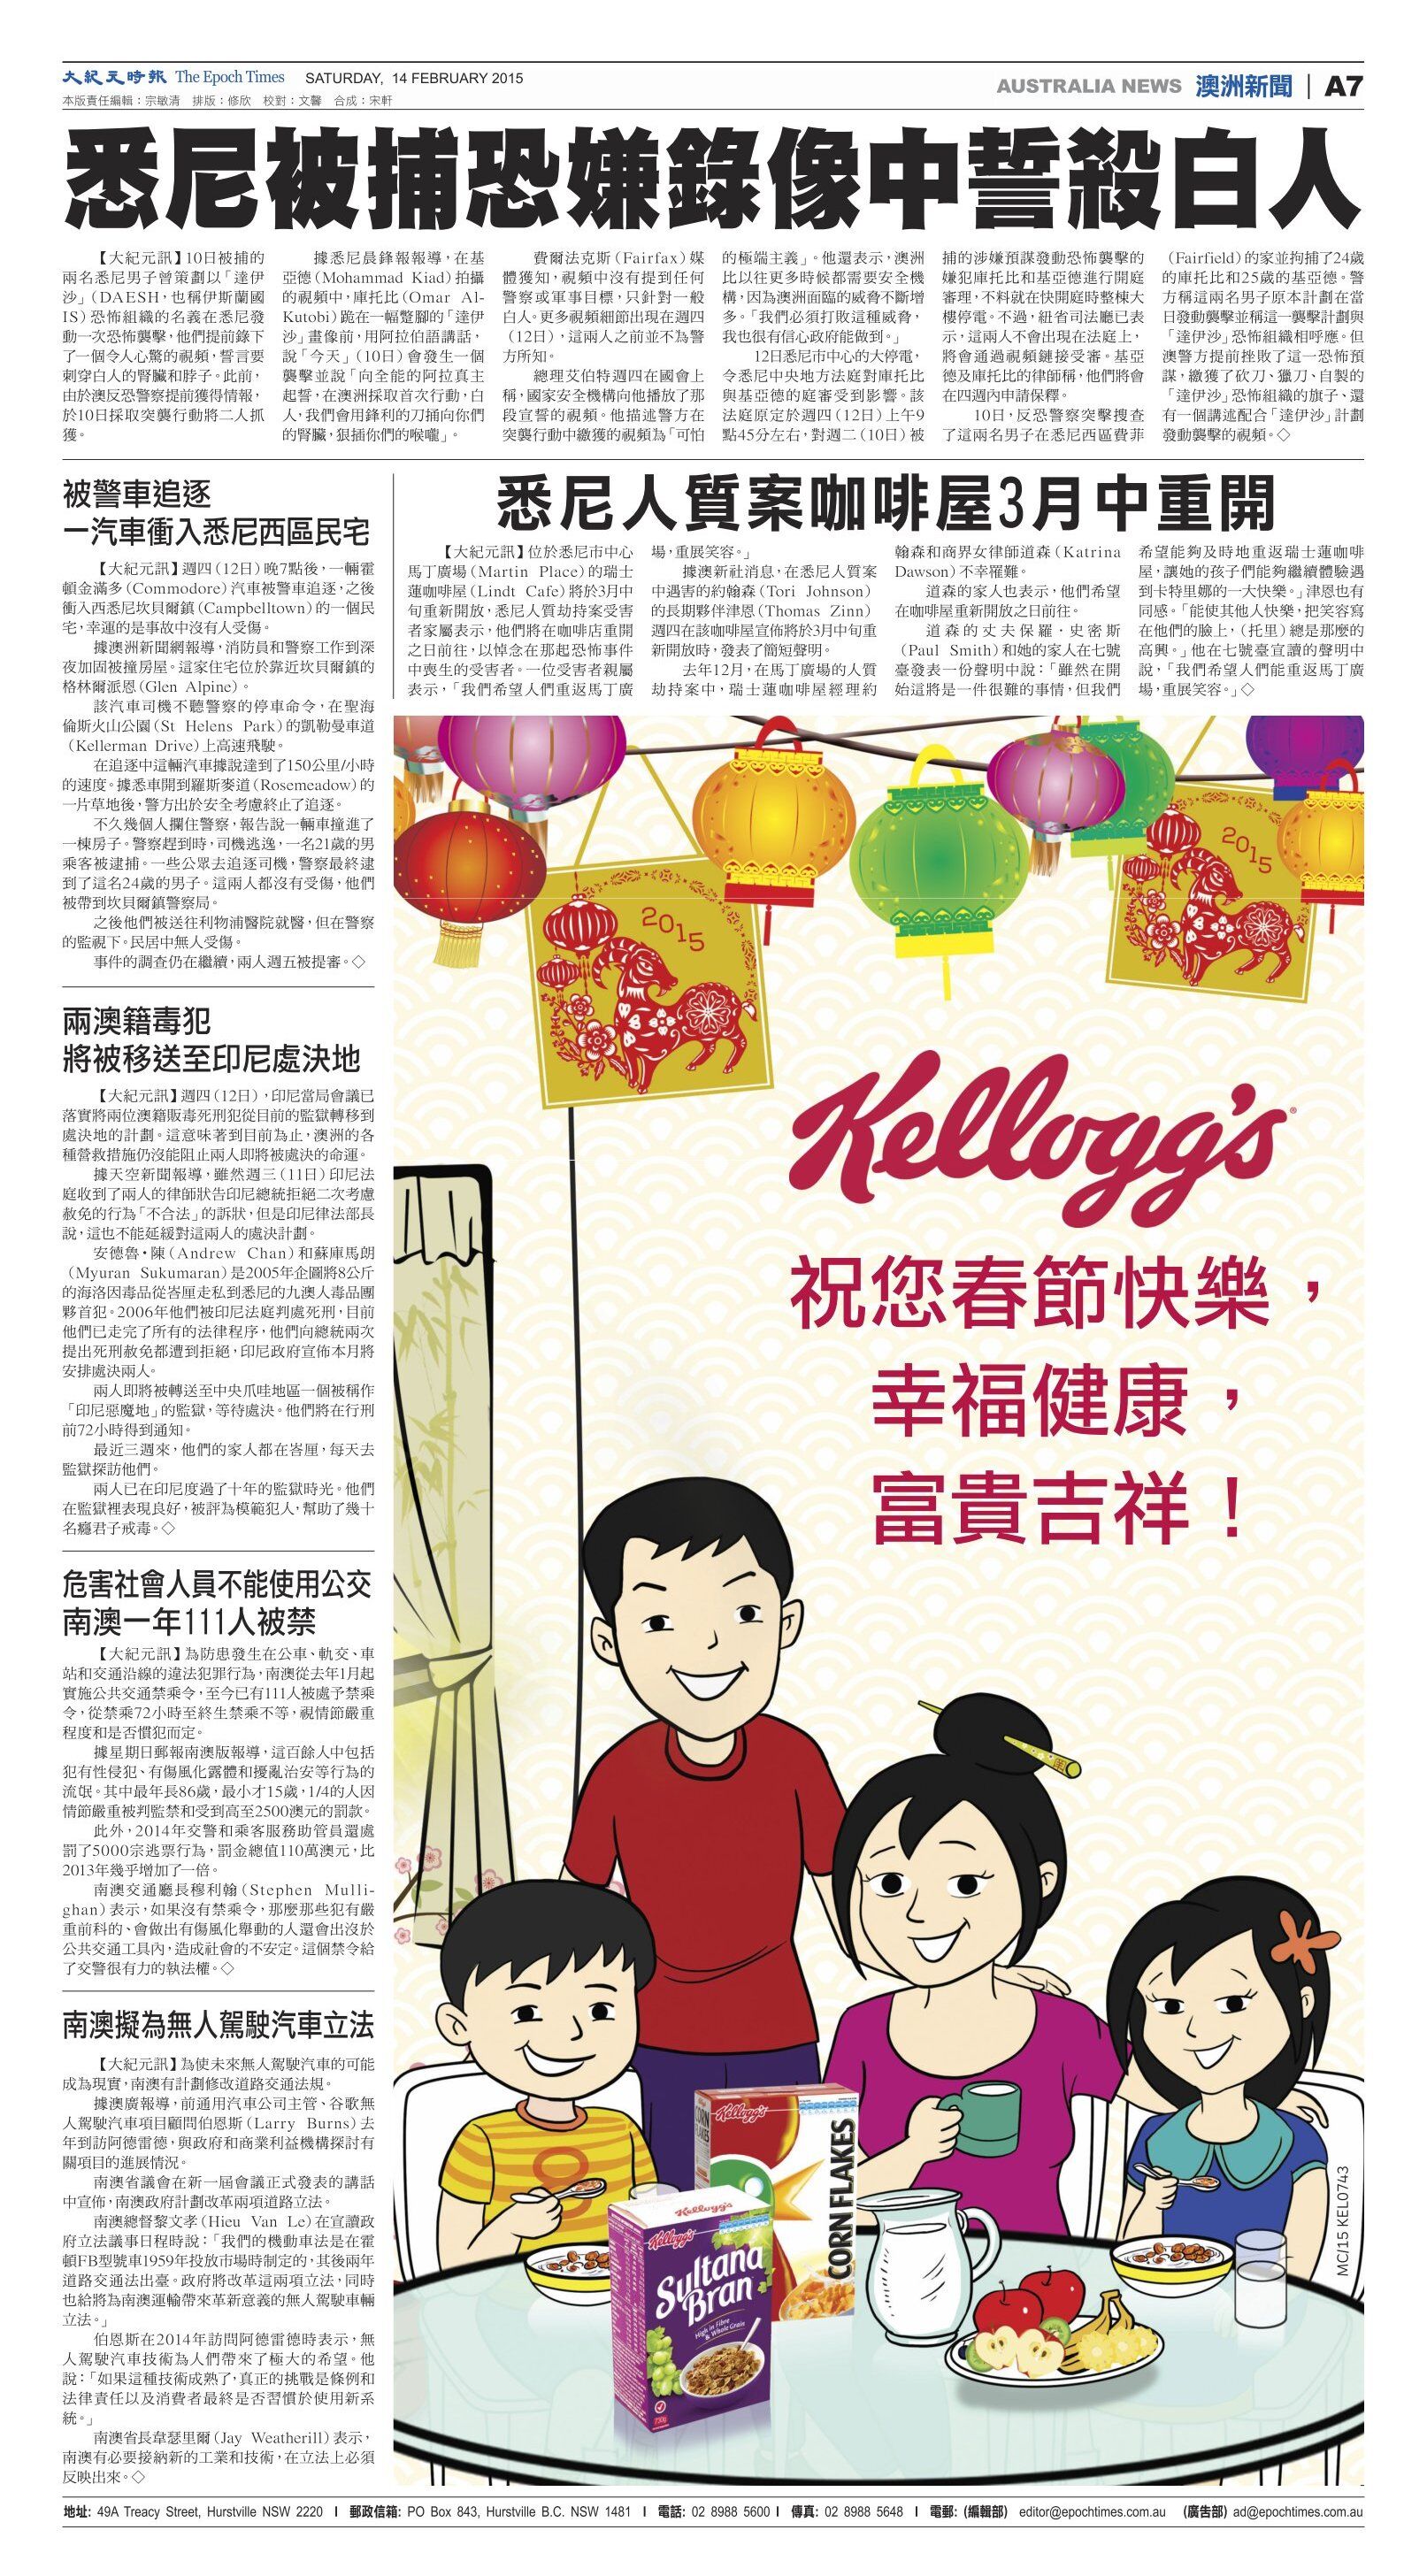 大紀元時報 The Epoch Times SATURDAY, 14 FEBRUARY 2015
本版責任編輯：宗敏清 排版：修欣 校對：文馨 合成：宋軒
AUSTRALIA NEWS 澳洲新聞 | A7
悉尼被捕恐嫌錄像中誓殺白人
【大紀元訊】10日被捕的
兩名悉尼男子曾策劃以「達伊
沙」（DAESH，也稱伊斯蘭國
IS）恐怖組織的名義在悉尼發
動一次恐怖襲擊，他們提前錄下
了一個令人心驚的視頻，誓言要
刺穿白人的腎臟和脖子。此前，
由於澳反恐警察提前獲得情報，
於10日採取突襲行動將二人抓
獲。
據悉尼晨鋒報報導，在基
亞德（Mohammad Kiad）拍攝
的視頻中，庫托比（Omar Al-
Kutobi）跪在一幅蹩腳的「達伊
沙」畫像前，用阿拉伯語講話，
說「今天」（10日）會發生一個
襲擊並說「向全能的阿拉真主
起誓，在澳洲採取首次行動，白
人，我們會用鋒利的刀捅向你們
的腎臟，狠插你們的喉嚨」。
費爾法克斯（Fairfax）媒
體獲知，視頻中沒有提到任何
警察或軍事目標，只針對一般
白人。更多視頻細節出現在週四
（12日），這兩人之前並不為警
方所知。
總理艾伯特週四在國會上
稱，國家安全機構向他播放了那
段宣誓的視頻。他描述警方在
突襲行動中繳獲的視頻為「可怕
的極端主義」。他還表示，澳洲
比以往更多時候都需要安全機
構，因為澳洲面臨的威脅不斷增
多。「我們必須打敗這種威脅，
我也很有信心政府能做到。」
12日悉尼市中心的大停電，
令悉尼中央地方法庭對庫托比
與基亞德的庭審受到影響。該
法庭原定於週四（12日）上午9
點45分左右，對週二（10日）被
捕的涉嫌預謀發動恐怖襲擊的
嫌犯庫托比和基亞德進行開庭
審理，不料就在快開庭時整棟大
樓停電。不過，紐省司法廳已表
示，這兩人不會出現在法庭上，
將會通過視頻鏈接受審。基亞
德及庫托比的律師稱，他們將會
在四週內申請保釋。
10日，反恐警察突擊搜查
了這兩名男子在悉尼西區費菲
（Fairfield）的家並拘捕了24歲
的庫托比和25歲的基亞德。警
方稱這兩名男子原本計劃在當
日發動襲擊並稱這一襲擊計劃與
「達伊沙」恐怖組織相呼應。但
澳警方提前挫敗了這一恐怖預
謀，繳獲了砍刀、獵刀、自製的
「達伊沙」恐怖組織的旗子、還
有一個講述配合「達伊沙」計劃
發動襲擊的視頻。◇
被警車追逐
一汽車衝入悉尼西區民宅
【大紀元訊】週四（12日）晚7點後，一輛霍
頓金滿多（Commodore）汽車被警車追逐，之後
衝入西悉尼坎貝爾鎮（Campbelltown）的一個民
宅，幸運的是事故中沒有人受傷。
據澳洲新聞網報導，消防員和警察工作到深
夜加固被撞房屋。這家住宅位於靠近坎貝爾鎮的
格林爾派恩（Glen Alpine）。
該汽車司機不聽警察的停車命令，在聖海
倫斯火山公園（St Helens Park）的凱勒曼車道
（Kellerman Drive）上高速飛駛。
在追逐中這輛汽車據說達到了150公里/小時
的速度。據悉車開到羅斯麥道（Rosemeadow）的
一片草地後，警方出於安全考慮終止了追逐。
不久幾個人攔住警察，報告說一輛車撞進了
一棟房子。警察趕到時，司機逃逸，一名21歲的男
乘客被逮捕。一些公眾去追逐司機，警察最終逮
到了這名24歲的男子。這兩人都沒有受傷，他們
被帶到坎貝爾鎮警察局。
之後他們被送往利物浦醫院就醫，但在警察
的監視下。民居中無人受傷。
事件的調查仍在繼續，兩人週五被提審。◇
悉尼人質案咖啡屋3月中重開
【大紀元訊】位於悉尼市中心
馬丁廣場（Martin Place）的瑞士
蓮咖啡屋（Lindt Cafe）將於3月中
旬重新開放，悉尼人質劫持案受害
者家屬表示，他們將在咖啡店重開
之日前往，以悼念在那起恐怖事件
中喪生的受害者。一位受害者親屬
表示，「我們希望人們重返馬丁廣
場，重展笑容。」
據澳新社消息，在悉尼人質案
中遇害的約翰森（Tori Johnson）
的長期夥伴津恩（Thomas Zinn）
週四在該咖啡屋宣佈將於3月中旬重
新開放時，發表了簡短聲明。
去年12月，在馬丁廣場的人質
劫持案中，瑞士蓮咖啡屋經理約
翰森和商界女律師道森（Katrina
Dawson）不幸罹難。
道森的家人也表示，他們希望
在咖啡屋重新開放之日前往。
道森的丈夫保羅·史密斯
（Paul Smith）和她的家人在七號
臺發表一份聲明中說：「雖然在開
始這將是一件很難的事情，但我們
希望能夠及時地重返瑞士蓮咖啡
屋，讓她的孩子們能夠繼續體驗遇
到卡特里娜的一大快樂。」津恩也有
同感。「能使其他人快樂，把笑容寫
在他們的臉上，（托里）總是那麼的
高興。」他在七號臺宣讀的聲明中
說，「我們希望人們能重返馬丁廣
場，重展笑容。」◇
兩澳籍毒犯
將被移送至印尼處決地
【大紀元訊】週四（12日），印尼當局會議已
落實將兩位澳籍販毒死刑犯從目前的監獄轉移到
處決地的計劃。這意味著到目前為止，澳洲的各
種營救措施仍沒能阻止兩人即將被處決的命運。
據天空新聞報導，雖然週三（11日）印尼法
庭收到了兩人的律師狀告印尼總統拒絕二次考慮
赦免的行為「不合法」的訴狀，但是印尼律法部長
說，這也不能延緩對這兩人的處決計劃。
安德魯·陳（Andrew Chan）和蘇庫馬朗
（Myuran Sukumaran）是2005年企圖將8公斤
的海洛因毒品從峇厘走私到悉尼的九澳人毒品團
夥首犯。2006年他們被印尼法庭判處死刑，目前
他們已走完了所有的法律程序，他們向總統兩次
提出死刑赦免都遭到拒絕，印尼政府宣佈本月將
安排處決兩人。
兩人即將被轉送至中央爪哇地區一個被稱作
「印尼惡魔地」的監獄，等待處決。他們將在行刑
前72小時得到通知。
最近三週來，他們的家人都在峇厘，每天去
監獄探訪他們。
兩人已在印尼度過了十年的監獄時光。他們
在監獄裡表現良好，被評為模範犯人，幫助了幾十
名癮君子戒毒。◇
危害社會人員不能使用公交
南澳一年111人被禁
【大紀元訊】為防患發生在公車、軌交、車
站和交通沿線的違法犯罪行為，南澳從去年1月起
實施公共交通禁乘令，至今已有111人被處予禁乘
令，從禁乘72小時至終生禁乘不等，視情節嚴重
程度和是否慣犯而定。
據星期日郵報南澳版報導，這百餘人中包括
犯有性侵犯、有傷風化露體和擾亂治安等行為的
流氓。其中最年長86歲，最小才15歲，1/4的人因
情節嚴重被判監禁和受到高至2500澳元的罰款。
此外，2014年交警和乘客服務助管員還處
罰了5000宗逃票行為，罰金總值110萬澳元，比
2013年幾乎增加了一倍。
南澳交通廳長穆利翰（Stephen Mulli-
ghan）表示，如果沒有禁乘令，那麼那些犯有嚴
重前科的、會做出有傷風化舉動的人還會出沒於
公共交通工具內，造成社會的不安定。這個禁令給
了交警很有力的執法權。◇
南澳擬為無人駕駛汽車立法
【大紀元訊】為使未來無人駕駛汽車的可能
成為現實，南澳有計劃修改道路交通法規。
據澳廣報導，前通用汽車公司主管、谷歌無
人駕駛汽車項目顧問伯恩斯（Larry Burns）去
年到訪阿德雷德，與政府和商業利益機構探討有
關項目的進展情況。
南澳省議會在新一屆會議正式發表的講話
中宣佈，南澳政府計劃改革兩項道路立法。
南澳總督黎文孝（Hieu Van Le）在宣讀政
府立法議事日程時說：「我們的機動車法是在霍
頓FB型號車1959年投放市場時制定的，其後兩年
道路交通法出臺。政府將改革這兩項立法，同時
也給將為南澳運輸帶來革新意義的無人駕駛車輛
立法。」
伯恩斯在2014年訪問阿德雷德時表示，無
人駕駛汽車技術為人們帶來了極大的希望。他
說：「如果這種技術成熟了，真正的挑戰是條例和
法律責任以及消費者最終是否習慣於使用新系
統。」
南澳省長韋瑟里爾（Jay Weatherill）表示，
南澳有必要接納新的工業和技術，在立法上必須
反映出來。◇
2015
2015
Kellogg's
祝您春節快樂，
幸福健康，
富貴吉祥！
8
Kellogg's
CORN FLAKES
CORN FLAKES
Kellogg's
Kellogg's
Sultana
Bran
High in Fibre
& Whole Grain
MC/15 KEL0743
地址: 49A Treacy Street, Hurstville NSW 2220 I 郵政信箱: PO Box 843, Hurstville B.C. NSW 1481 I 電話: 02 8988 5600 I 傳真: 02 8988 5648 I 電郵: (編輯部) editor@epochtimes.com.au (廣告部) ad@epochtimes.com.au